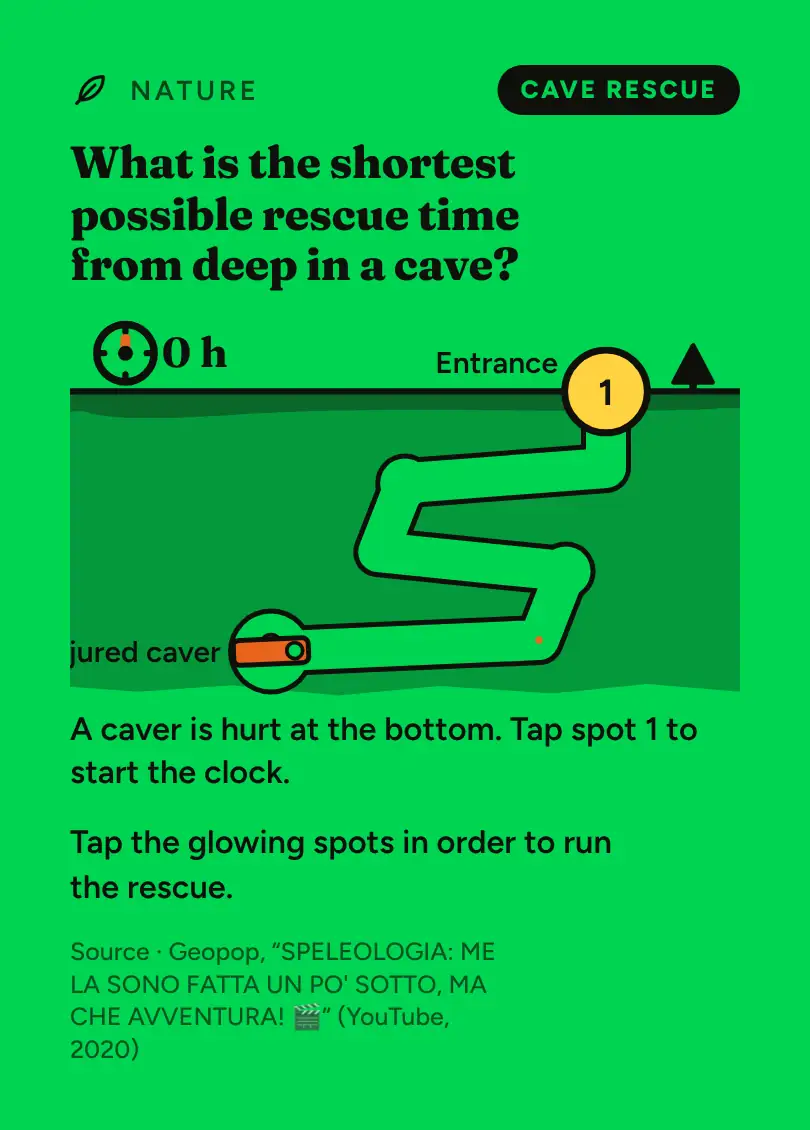 NATURE
CAVE RESCUE
What is the shortest
possible rescue time
from deep in a cave?
0 h
Entrance
1
jured caver
A caver is hurt at the bottom. Tap spot 1 to
start the clock.
Tap the glowing spots in order to run
the rescue.
Source · Geopop, “SPELEOLOGIA: ME
LA SONO FATTA UN PO' SOTTO, MA
CHE AVVENTURA! 🎬” (YouTube,
2020)